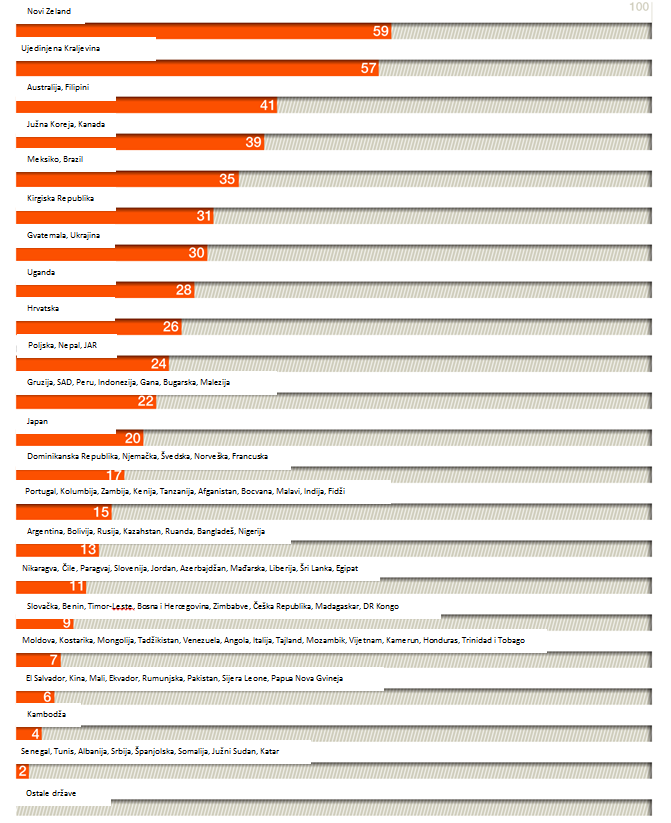 100
Novi Zeland
59
Ujedinjena Kraljevina
57
Australija, Filipini
41
Južna Koreja, Kanada
39
Meksiko, Brazil
35
Kirgiska Republika
31
Gvatemala, Ukrajina
30
Uganda
28
Hrvatska
26
Poljska, Nepal, JAR
24
Gruzija, SAD, Peru, Indonezija, Gana, Bugarska, Malezija
22
Japan
20
Dominikanska Republika, Njemačka, Švedska, Norveška, Francuska
17
Portugal, Kolumbija, Zambija, Kenija, Tanzanija, Afganistan, Bocvana, Malavi, Indija, Fidži
15
Argentina, Bolivija, Rusija, Kazahstan, Ruanda, Bangladeš, Nigerija
13
Nikaragva, Čile, Paragvaj, Slovenija, Jordan, Azerbajdžan, Mađarska, Liberija, Šri Lanka, Egipat
11
Slovačka, Benin, Timor-Leste, Bosna i Hercegovina, Zimbabve, Češka Republika, Madagaskar, DR Kongo
9
Moldova, Kostarika, Mongolija, Tadžikistan, Venezuela, Angola, Italija, Tajland, Mozambik, Vijetnam, Kamerun, Honduras, Trinidad i Tobago
7
El Salvador, Kina, Mali, Ekvador, Rumunjska, Pakistan, Sijera Leone, Papua Nova Gvineja
6
Kambodža
4
Senegal, Tunis, Albanija, Srbija, Španjolska, Somalija, Južni Sudan, Katar
2
Ostale države